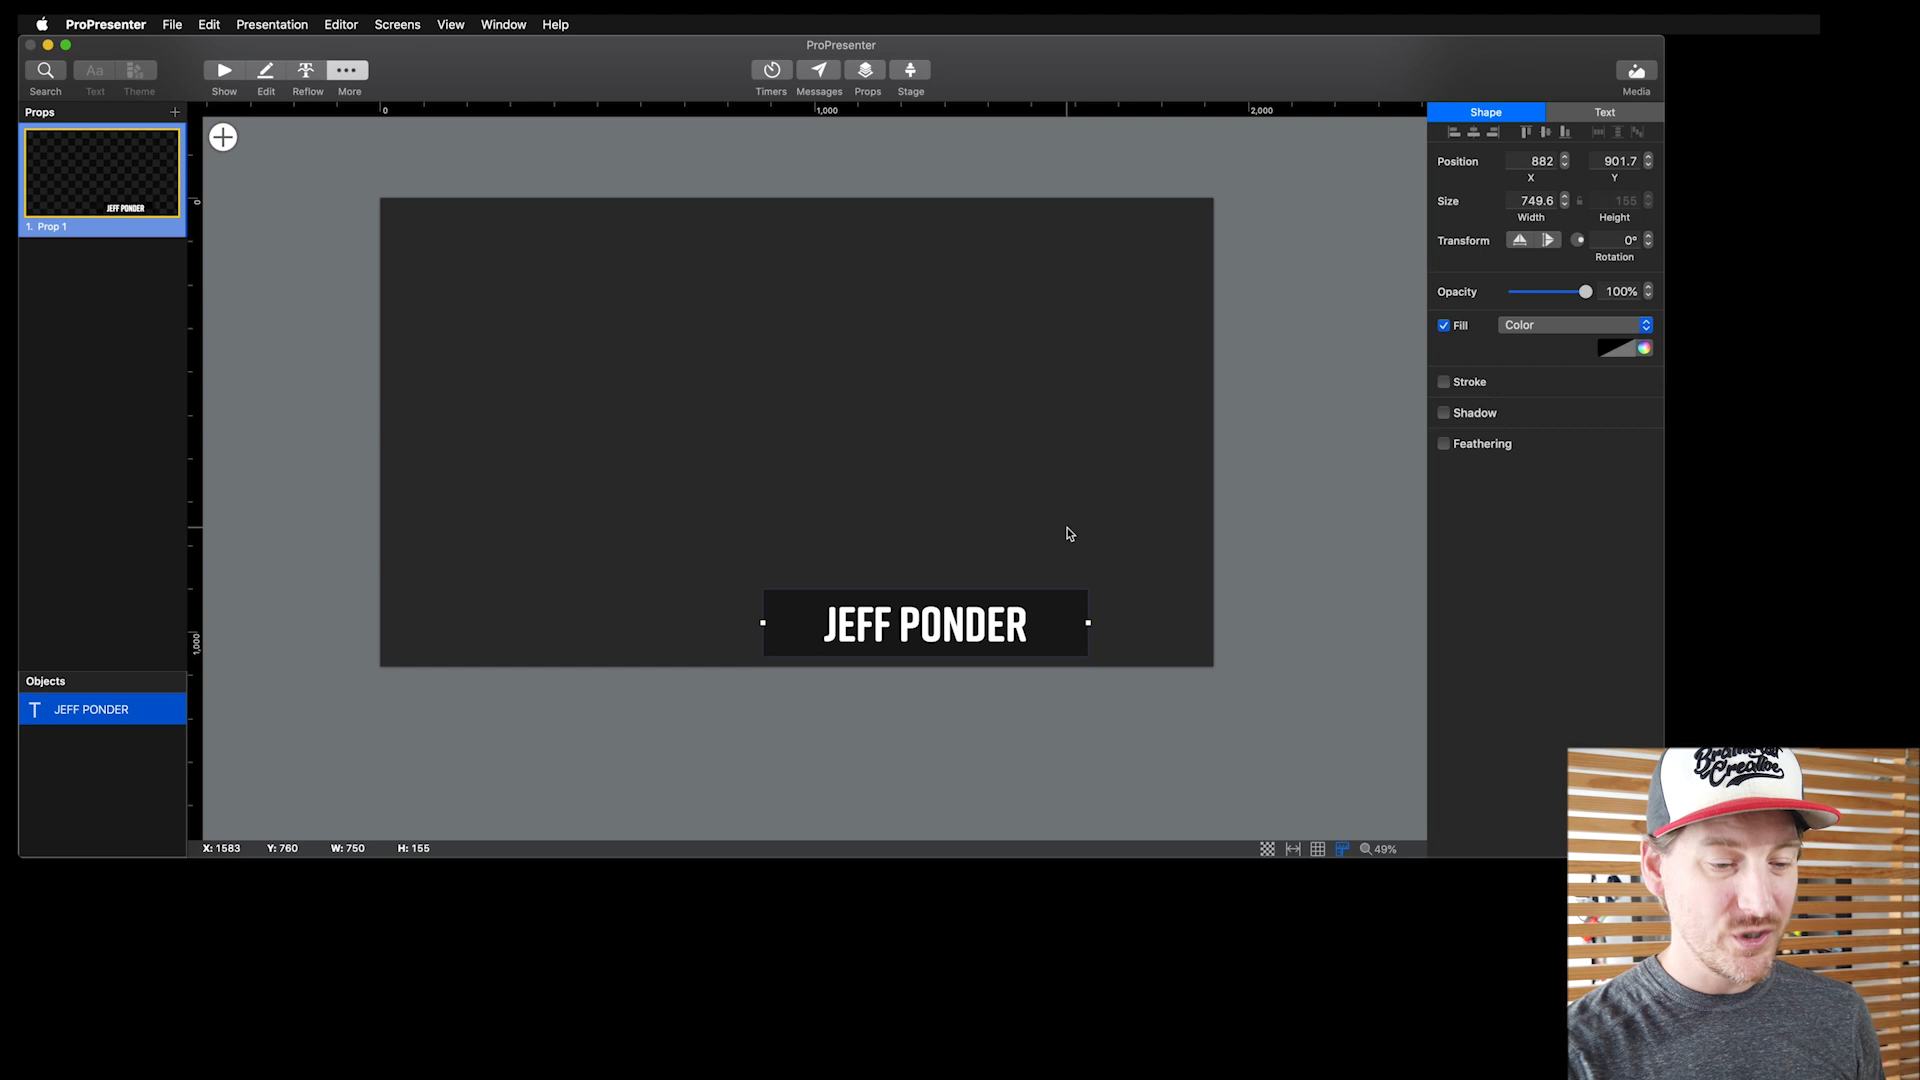 ProPresenter File Edit Presentation Editor Screens View Window Help
ProPresenter
Search Text Theme Show Edit Reflow More Timers Messages Props Stage Media
Aa
Props
JEFF PONDER
1. Prop 1
0 1,000 2,000
0
1,000
JEFF PONDER
Objects
T JEFF PONDER
X: 1583 Y: 760 W: 750 H: 155
49%
Shape Text
Position 882 901.7
X Y
Size 749.6 155
Width Height
Transform 0°
Rotation
Opacity 100%
Fill Color
Stroke
Shadow
Feathering
Creative